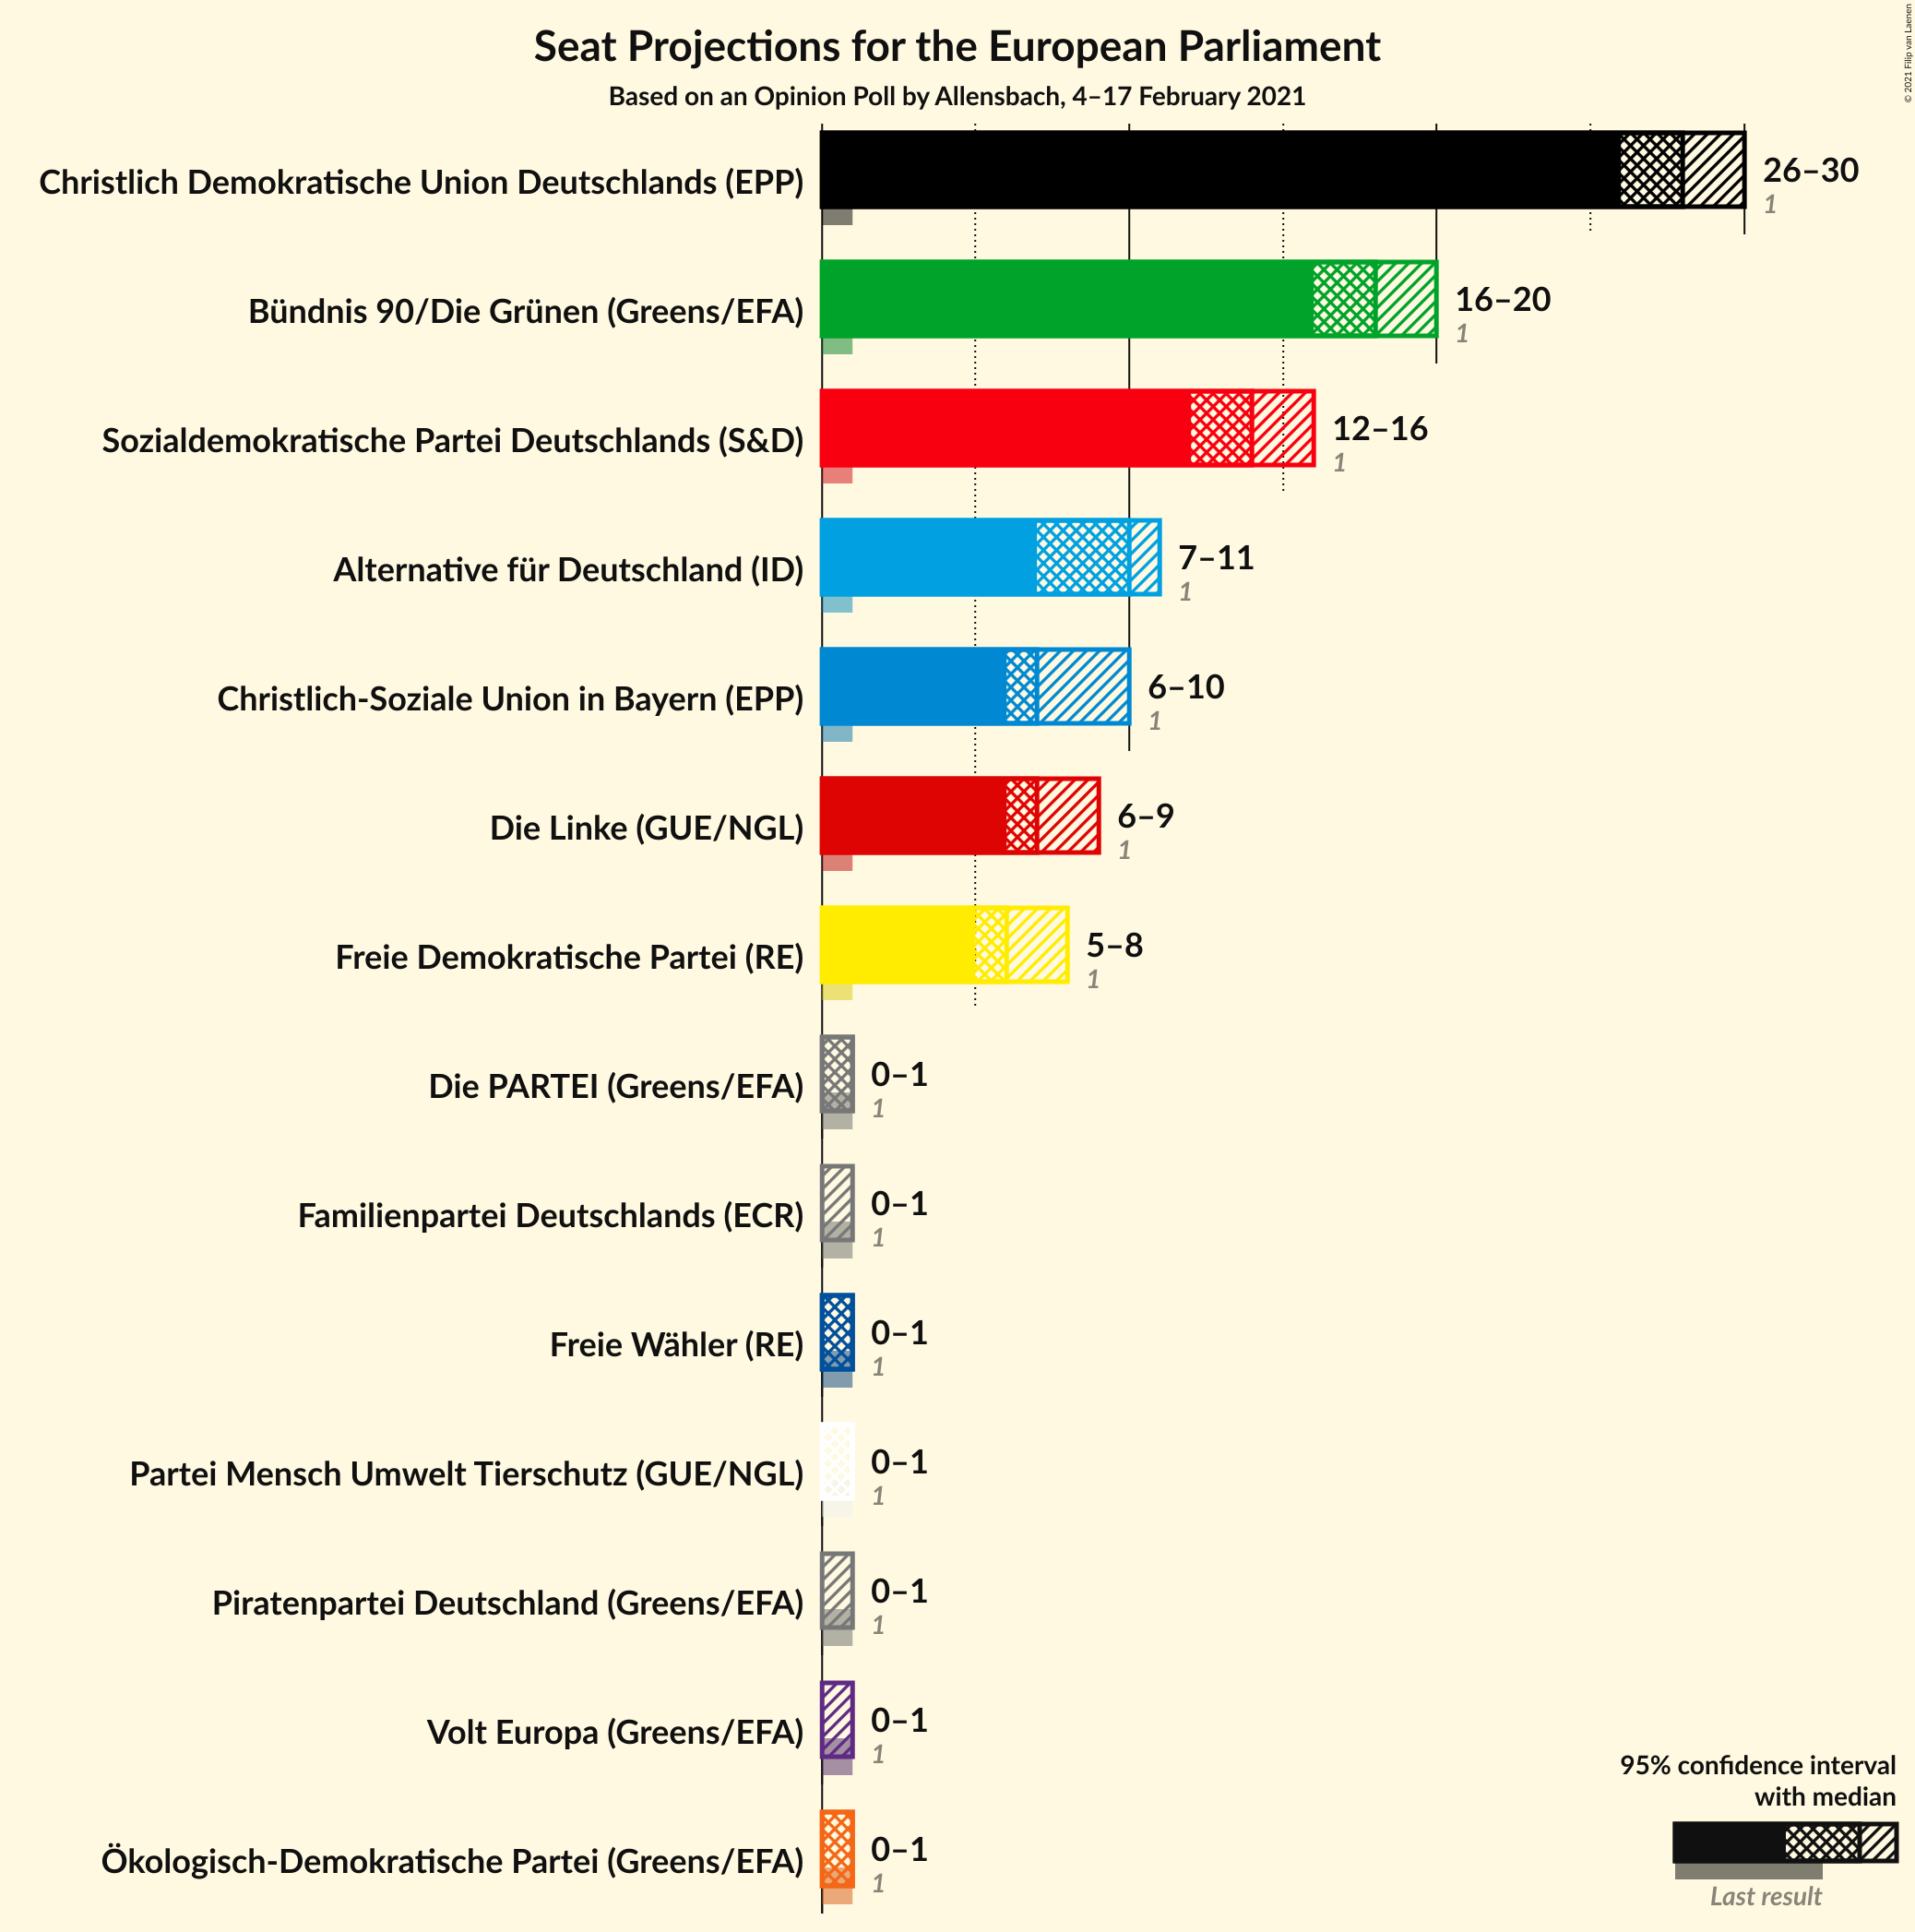 Seat Projections for the European Parliament
Based on an Opinion Poll by Allensbach, 4–17 February 2021
© 2021 Filip van Laenen
Christlich Demokratische Union Deutschlands (EPP)
26–30
1
Bündnis 90/Die Grünen (Greens/EFA)
16–20
1
Sozialdemokratische Partei Deutschlands (S&D)
12–16
1
Alternative für Deutschland (ID)
7–11
1
Christlich-Soziale Union in Bayern (EPP)
6–10
1
Die Linke (GUE/NGL)
6–9
1
Freie Demokratische Partei (RE)
5–8
1
Die PARTEI (Greens/EFA)
0–1
1
Familienpartei Deutschlands (ECR)
0–1
1
Freie Wähler (RE)
0–1
1
Partei Mensch Umwelt Tierschutz (GUE/NGL)
0–1
1
Piratenpartei Deutschland (Greens/EFA)
0–1
1
Volt Europa (Greens/EFA)
0–1
1
Ökologisch-Demokratische Partei (Greens/EFA)
0–1
1
95% confidence interval
with median
Last result